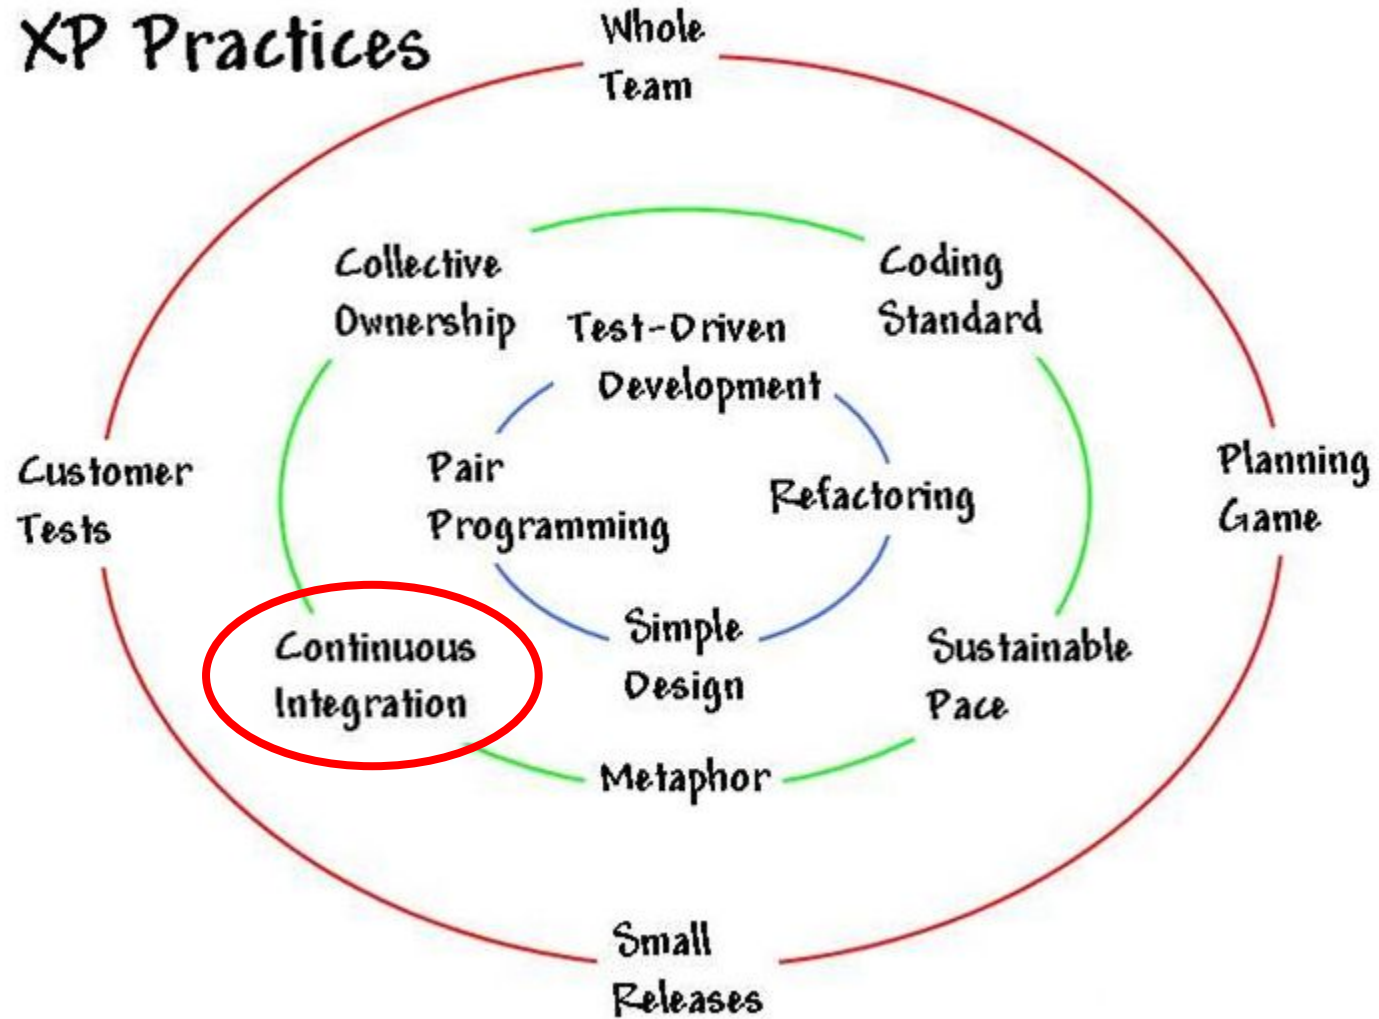 XP Practices
Whole
Team
Collective
Ownership
Coding
Standard
Test-Driven
Development
Customer
Tests
Pair
Programming
Refactoring
Planning
Game
Continuous
Integration
Simple
Design
Sustainable
Pace
Metaphor
Small
Releases